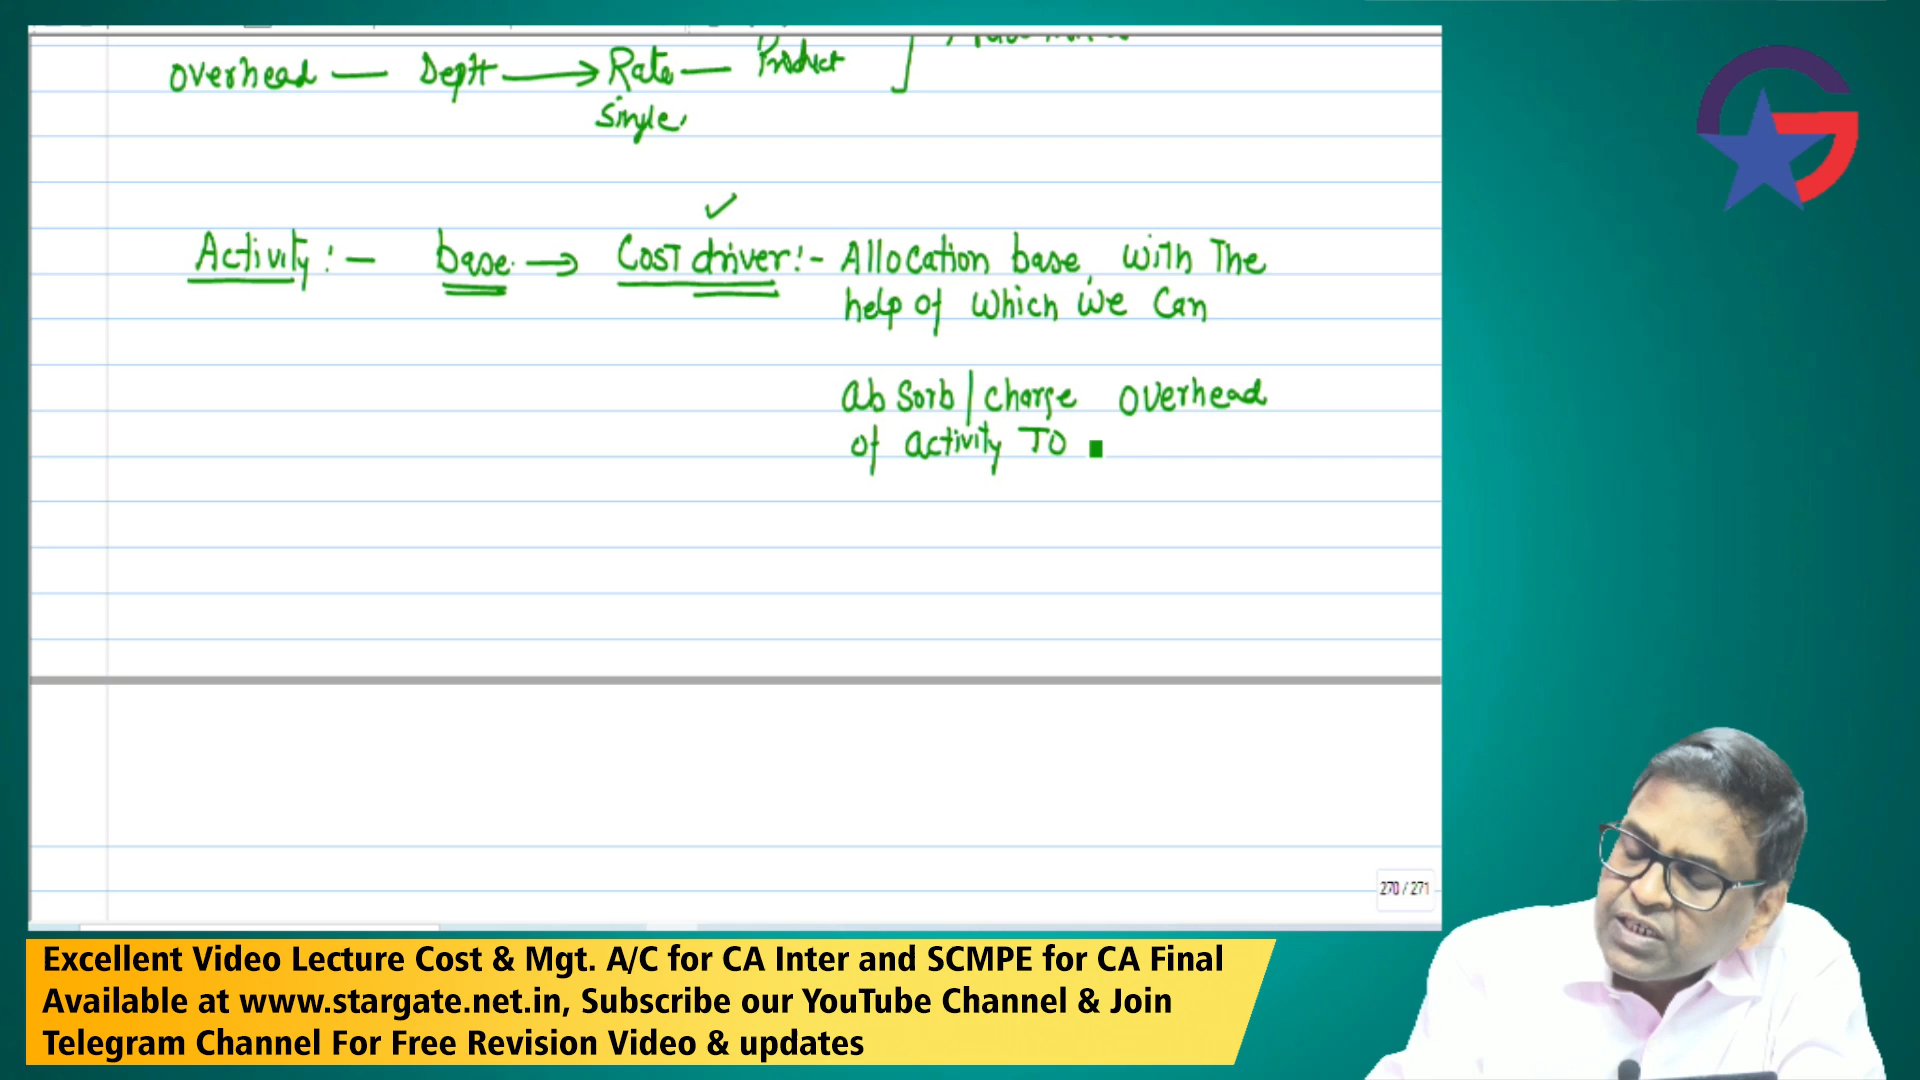 overhead — Deptt → Rate — Product ]
Single
Activity :- base → Cost driver :- Allocation base, with the
help of which we can
absorb/charge overhead
of activity To
270 / 271
Excellent Video Lecture Cost & Mgt. A/C for CA Inter and SCMPE for CA Final
Available at www.stargate.net.in, Subscribe our YouTube Channel & Join
Telegram Channel For Free Revision Video & updates